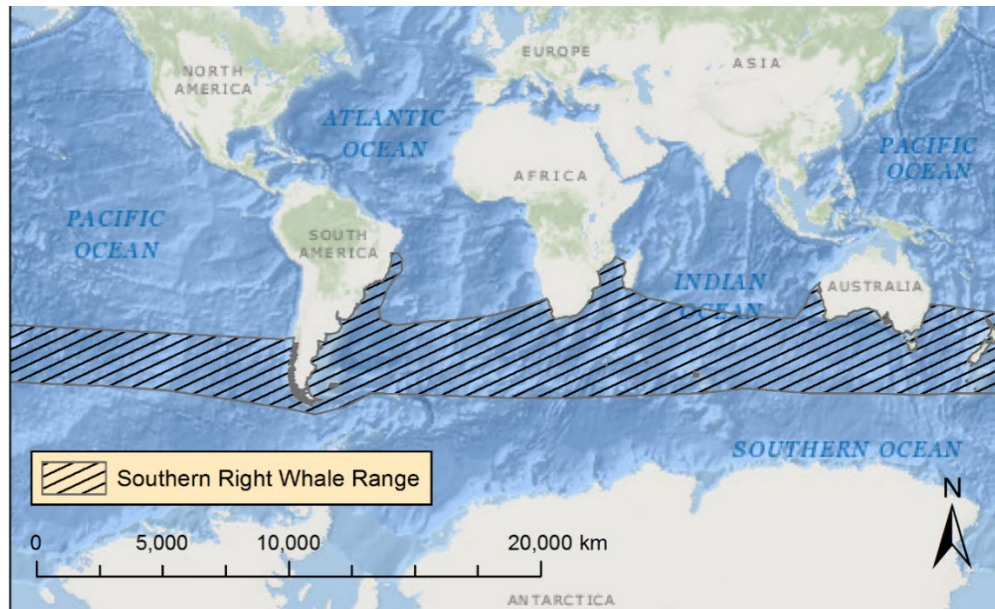 EUROPE
ASIA
NORTH
AMERICA
ATLANTIC
OCEAN
PACIFIC
OCEAN
AFRICA
PACIFIC
OCEAN
SOUTH
AMERICA
INDIAN
OCEAN
AUSTRALIA
SOUTHERN OCEAN
Southern Right Whale Range
N
0 5,000 10,000 20,000 km
ANTARCTICA